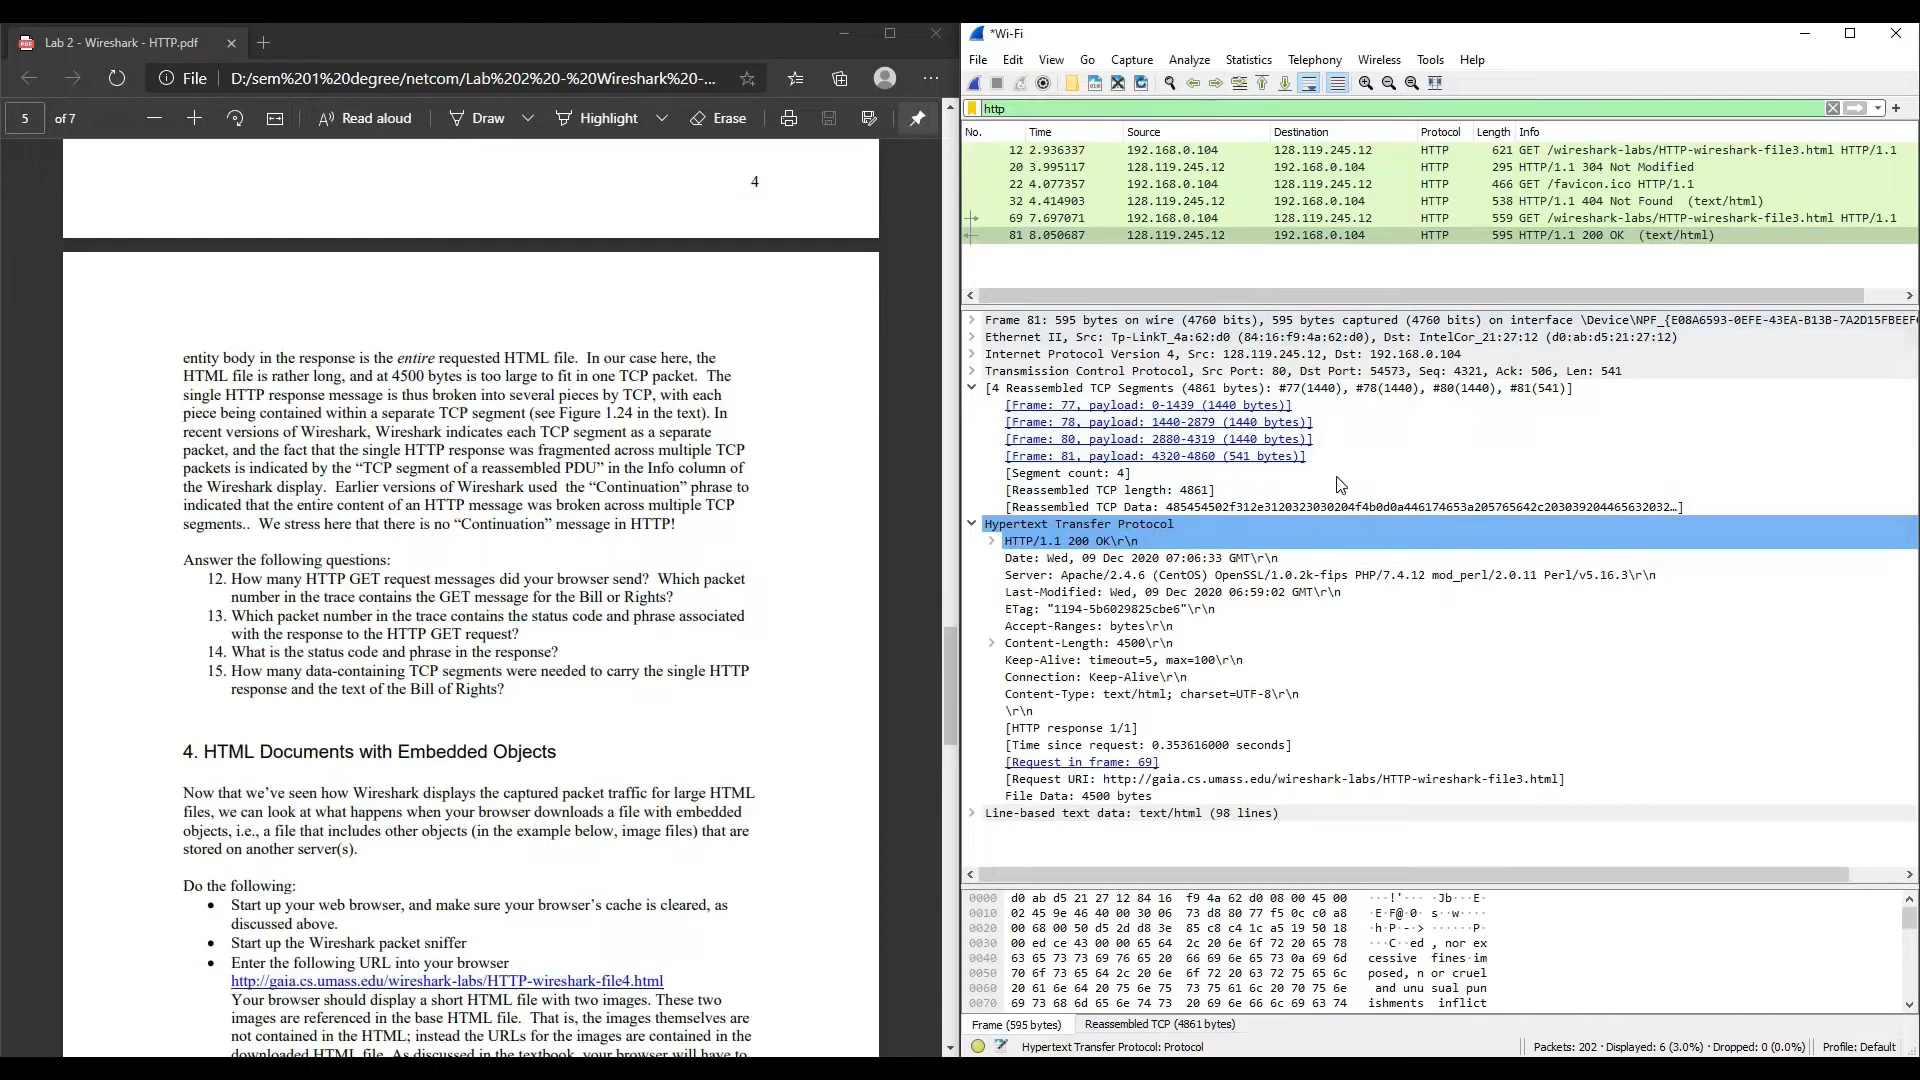 Lab 2 - Wireshark - HTTP.pdf
File D:/sem%201%20degree/netcom/Lab%202%20-%20Wireshark%20-...
5 of 7 Read aloud Draw Highlight Erase
4
entity body in the response is the entire requested HTML file. In our case here, the
HTML file is rather long, and at 4500 bytes is too large to fit in one TCP packet. The
single HTTP response message is thus broken into several pieces by TCP, with each
piece being contained within a separate TCP segment (see Figure 1.24 in the text). In
recent versions of Wireshark, Wireshark indicates each TCP segment as a separate
packet, and the fact that the single HTTP response was fragmented across multiple TCP
packets is indicated by the “TCP segment of a reassembled PDU” in the Info column of
the Wireshark display. Earlier versions of Wireshark used the “Continuation” phrase to
indicated that the entire content of an HTTP message was broken across multiple TCP
segments.. We stress here that there is no “Continuation” message in HTTP!
Answer the following questions:
12. How many HTTP GET request messages did your browser send? Which packet
number in the trace contains the GET message for the Bill or Rights?
13. Which packet number in the trace contains the status code and phrase associated
with the response to the HTTP GET request?
14. What is the status code and phrase in the response?
15. How many data-containing TCP segments were needed to carry the single HTTP
response and the text of the Bill of Rights?
4. HTML Documents with Embedded Objects
Now that we’ve seen how Wireshark displays the captured packet traffic for large HTML
files, we can look at what happens when your browser downloads a file with embedded
objects, i.e., a file that includes other objects (in the example below, image files) that are
stored on another server(s).
Do the following:
• Start up your web browser, and make sure your browser’s cache is cleared, as
discussed above.
• Start up the Wireshark packet sniffer
• Enter the following URL into your browser
http://gaia.cs.umass.edu/wireshark-labs/HTTP-wireshark-file4.html
Your browser should display a short HTML file with two images. These two
images are referenced in the base HTML file. That is, the images themselves are
not contained in the HTML; instead the URLs for the images are contained in the
downloaded HTML file. As discussed in the textbook, your browser will have to
*Wi-Fi
File Edit View Go Capture Analyze Statistics Telephony Wireless Tools Help
http
No. Time Source Destination Protocol Length Info
12 2.936337 192.168.0.104 128.119.245.12 HTTP 621 GET /wireshark-labs/HTTP-wireshark-file3.html HTTP/1.1
20 3.995117 128.119.245.12 192.168.0.104 HTTP 295 HTTP/1.1 304 Not Modified
22 4.077357 192.168.0.104 128.119.245.12 HTTP 466 GET /favicon.ico HTTP/1.1
32 4.414903 128.119.245.12 192.168.0.104 HTTP 538 HTTP/1.1 404 Not Found (text/html)
69 7.697071 192.168.0.104 128.119.245.12 HTTP 559 GET /wireshark-labs/HTTP-wireshark-file3.html HTTP/1.1
81 8.050687 128.119.245.12 192.168.0.104 HTTP 595 HTTP/1.1 200 OK (text/html)
Frame 81: 595 bytes on wire (4760 bits), 595 bytes captured (4760 bits) on interface \Device\NPF_{E08A6593-0EFE-43EA-B13B-7A2D15FBEEF
Ethernet II, Src: Tp-LinkT_4a:62:d0 (84:16:f9:4a:62:d0), Dst: IntelCor_21:27:12 (d0:ab:d5:21:27:12)
Internet Protocol Version 4, Src: 128.119.245.12, Dst: 192.168.0.104
Transmission Control Protocol, Src Port: 80, Dst Port: 54573, Seq: 4321, Ack: 506, Len: 541
[4 Reassembled TCP Segments (4861 bytes): #77(1440), #78(1440), #80(1440), #81(541)]
[Frame: 77, payload: 0-1439 (1440 bytes)]
[Frame: 78, payload: 1440-2879 (1440 bytes)]
[Frame: 80, payload: 2880-4319 (1440 bytes)]
[Frame: 81, payload: 4320-4860 (541 bytes)]
[Segment count: 4]
[Reassembled TCP length: 4861]
[Reassembled TCP Data: 485454502f312e3120323030204f4b0d0a446174653a205765642c203039204465632032…]
Hypertext Transfer Protocol
HTTP/1.1 200 OK\r\n
Date: Wed, 09 Dec 2020 07:06:33 GMT\r\n
Server: Apache/2.4.6 (CentOS) OpenSSL/1.0.2k-fips PHP/7.4.12 mod_perl/2.0.11 Perl/v5.16.3\r\n
Last-Modified: Wed, 09 Dec 2020 06:59:02 GMT\r\n
ETag: "1194-5b6029825cbe6"\r\n
Accept-Ranges: bytes\r\n
Content-Length: 4500\r\n
Keep-Alive: timeout=5, max=100\r\n
Connection: Keep-Alive\r\n
Content-Type: text/html; charset=UTF-8\r\n
\r\n
[HTTP response 1/1]
[Time since request: 0.353616000 seconds]
[Request in frame: 69]
[Request URI: http://gaia.cs.umass.edu/wireshark-labs/HTTP-wireshark-file3.html]
File Data: 4500 bytes
Line-based text data: text/html (98 lines)
0000 d0 ab d5 21 27 12 84 16 f9 4a 62 d0 08 00 45 00 ···!'··· ·Jb···E·
0010 02 45 9e 46 40 00 30 06 73 d8 80 77 f5 0c c0 a8 ·E·F@·0· s··w····
0020 00 68 00 50 d5 2d d8 3e 85 c8 c4 1c a5 19 50 18 ·h·P·-·> ······P·
0030 00 ed ce 43 00 00 65 64 2c 20 6e 6f 72 20 65 78 ···C··ed , nor ex
0040 63 65 73 73 69 76 65 20 66 69 6e 65 73 0a 69 6d cessive fines·im
0050 70 6f 73 65 64 2c 20 6e 6f 72 20 63 72 75 65 6c posed, n or cruel
0060 20 61 6e 64 20 75 6e 75 73 75 61 6c 20 70 75 6e and unu sual pun
0070 69 73 68 6d 65 6e 74 73 20 69 6e 66 6c 69 63 74 ishments inflict
Frame (595 bytes) Reassembled TCP (4861 bytes)
Hypertext Transfer Protocol: Protocol Packets: 202 · Displayed: 6 (3.0%) · Dropped: 0 (0.0%) Profile: Default